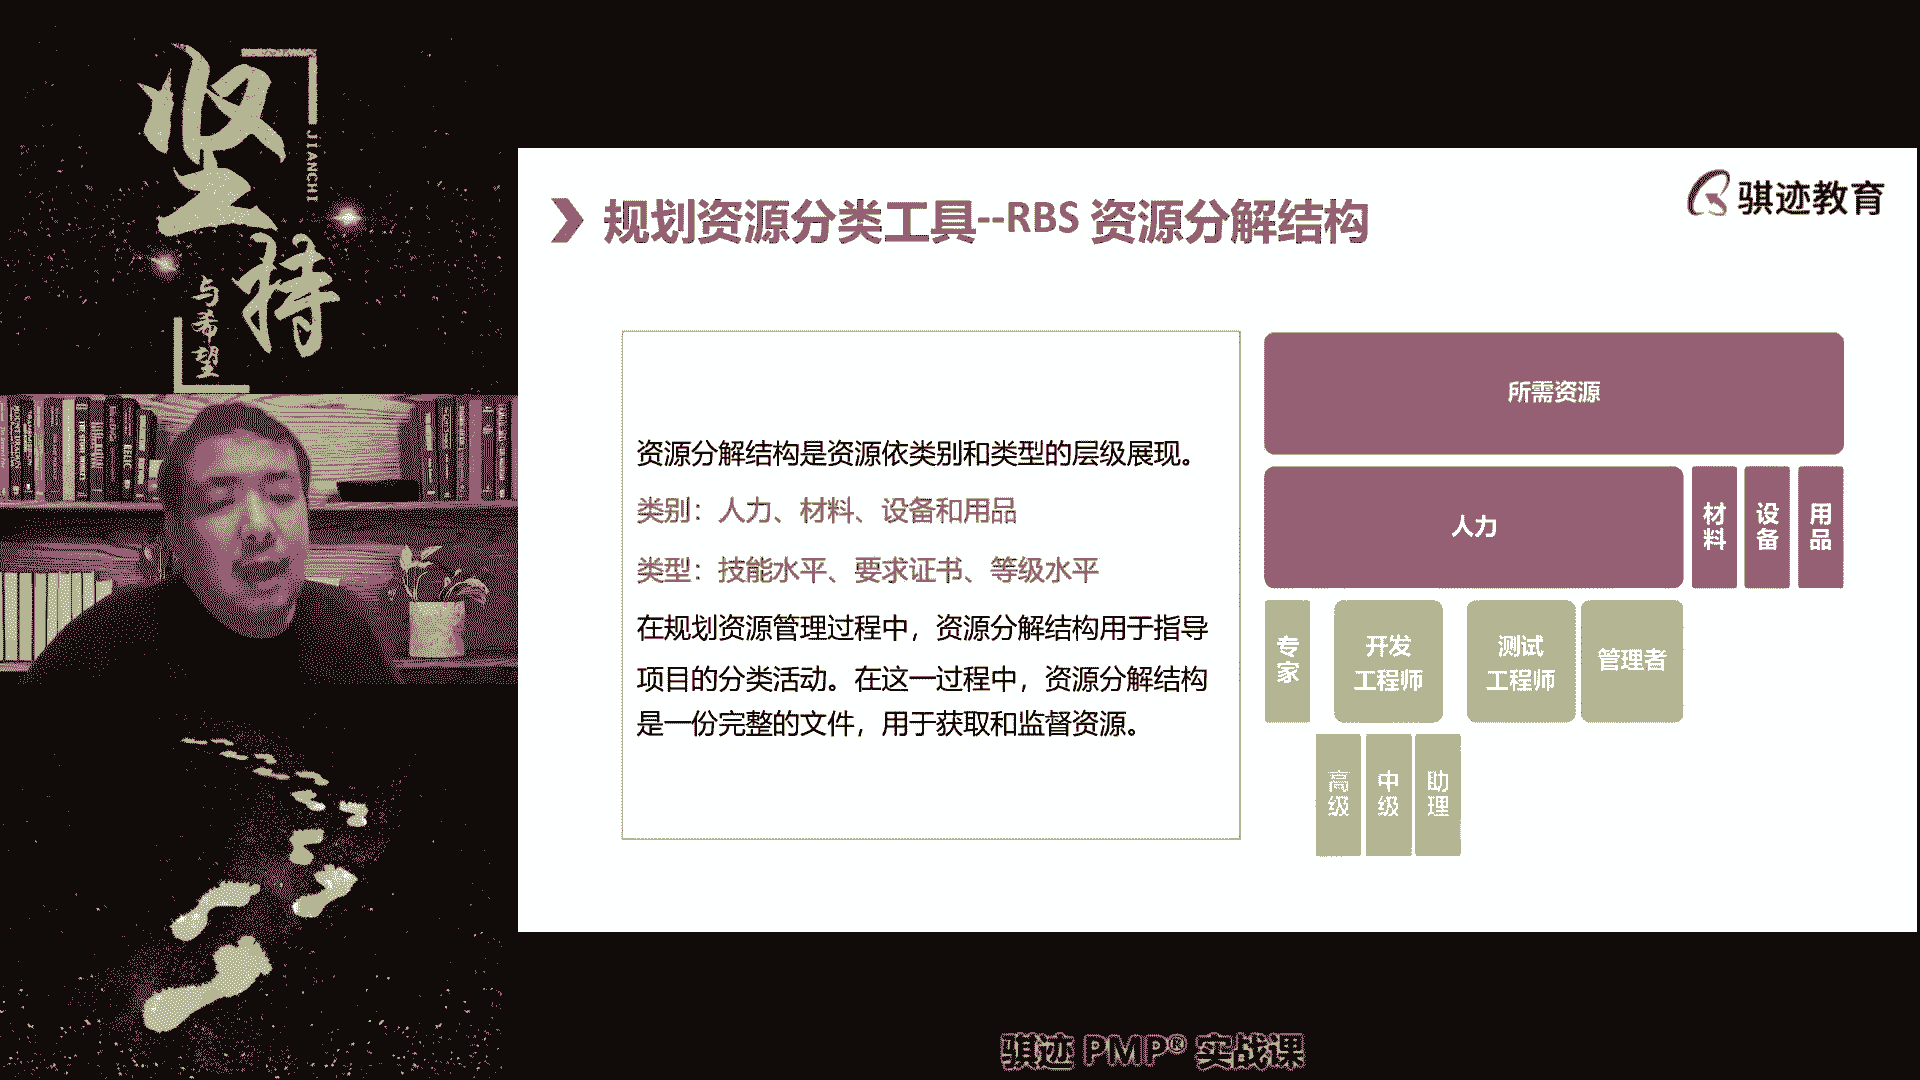 坚持
JIANCHI
与希望
骐迹教育
规划资源分类工具--RBS 资源分解结构
资源分解结构是资源依类别和类型的层级展现。
类别：人力、材料、设备和用品
类型：技能水平、要求证书、等级水平
在规划资源管理过程中，资源分解结构用于指导
项目的分类活动。在这一过程中，资源分解结构
是一份完整的文件，用于获取和监督资源。
所需资源
人力
材料
设备
用品
专家
开发
工程师
测试
工程师
管理者
高级
中级
助理
骐迹 PMP® 实战课